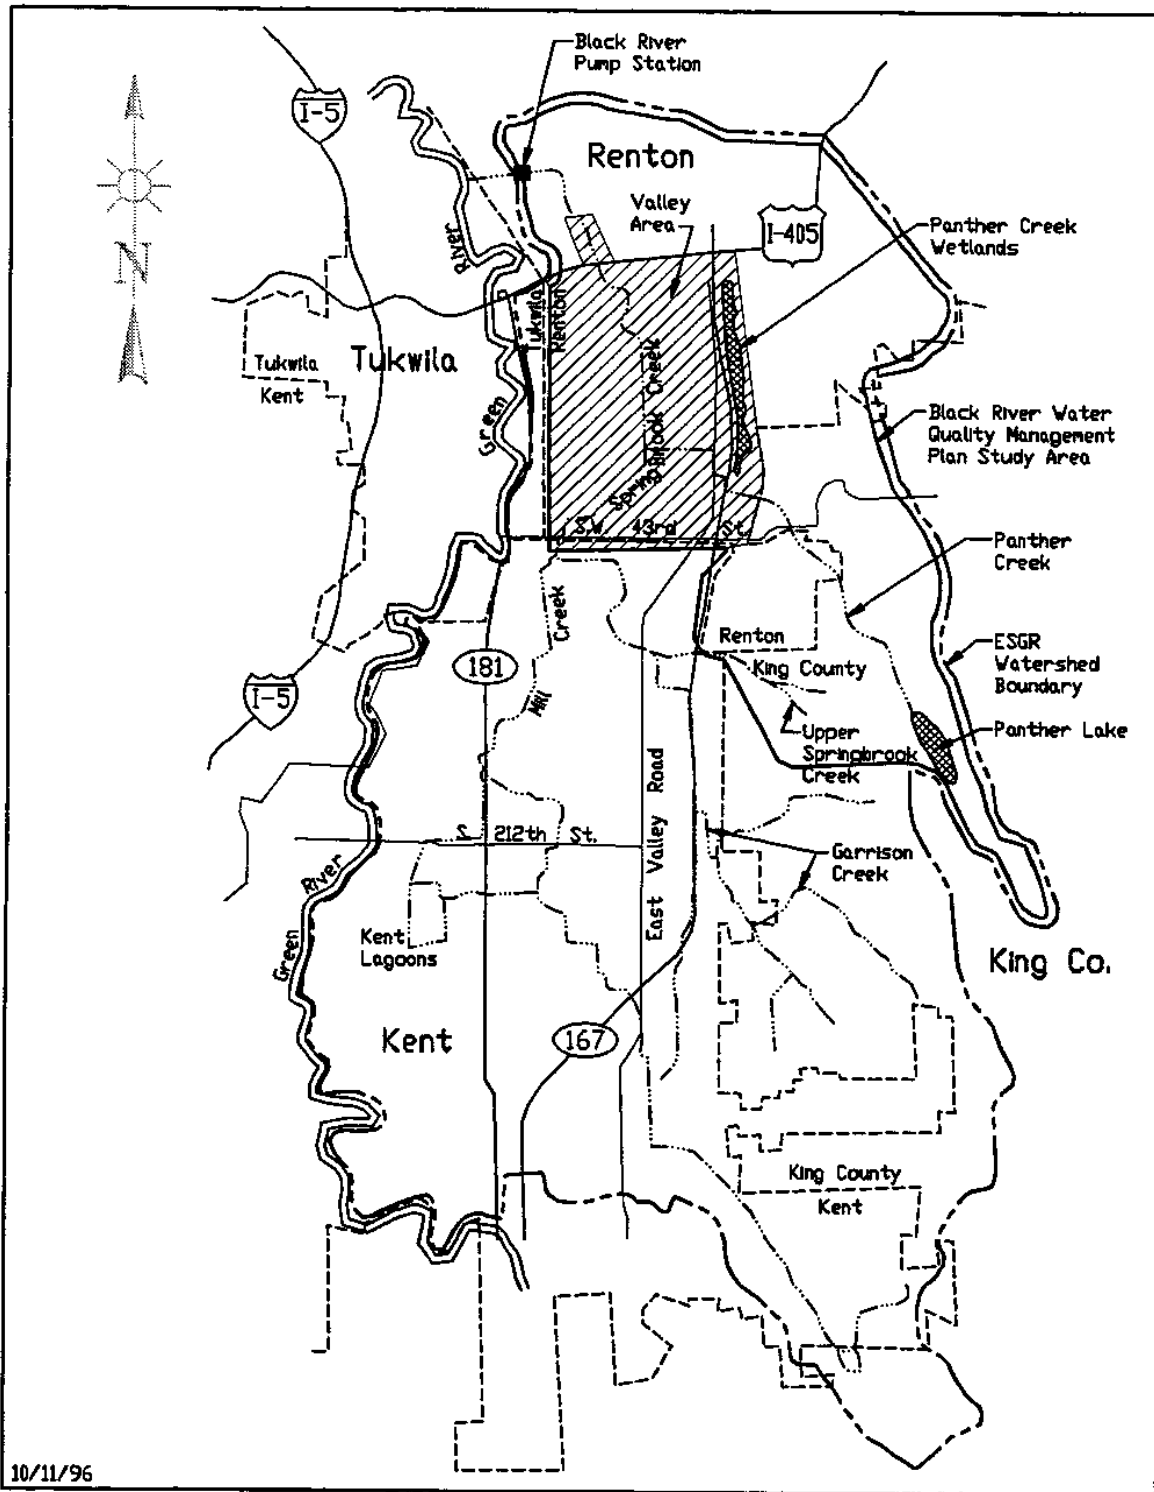 Black River
Pump Station
I-5
Renton
Valley
Area
I-405
Panther Creek
Wetlands
River
N
Tukwila
Renton
Tukwila
Tukwila
Kent
Green
Springbrook Creek
Black River Water
Quality Management
Plan Study Area
S.W. 43rd St.
Panther
Creek
Mill Creek
Renton
King County
ESGR
Watershed
Boundary
181
I-5
Panther Lake
Upper
Springbrook
Creek
East Valley Road
S. 212th St.
Garrison
Creek
Green River
Kent
Lagoons
King Co.
Kent
167
King County
Kent
10/11/96